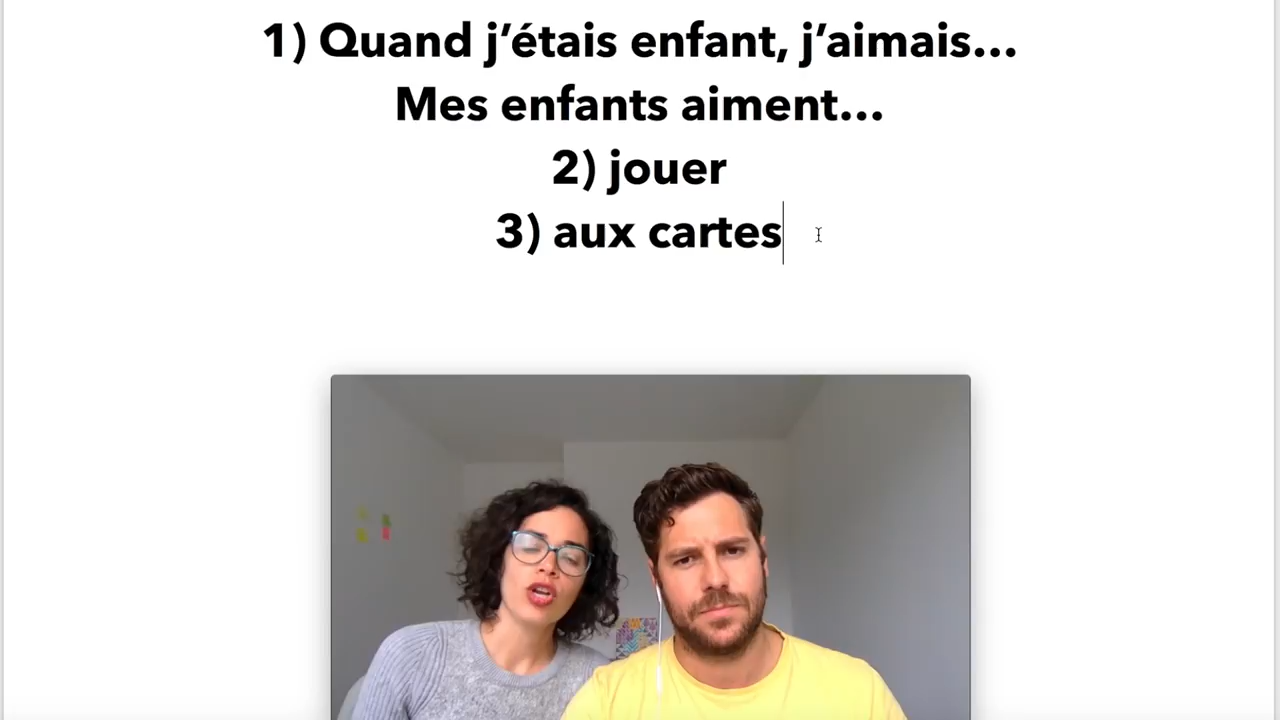 1) Quand j’étais enfant, j’aimais...
Mes enfants aiment...
2) jouer
3) aux cartes